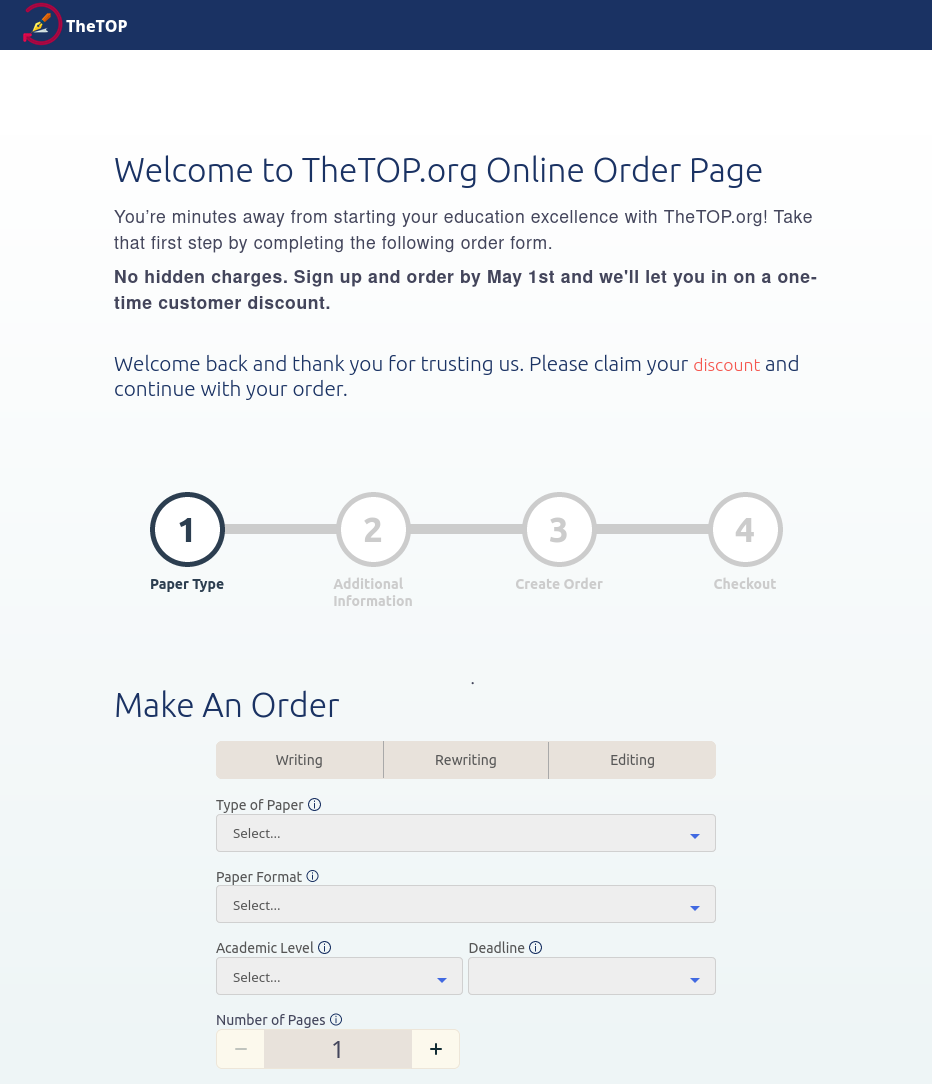 TheTOP
Welcome to TheTOP.org Online Order Page
You're minutes away from starting your education excellence with TheTOP.org! Take
that first step by completing the following order form.
No hidden charges. Sign up and order by May 1st and we'll let you in on a one-
time customer discount.
Welcome back and thank you for trusting us. Please claim your discount and
continue with your order.
1 2 3 4
Paper Type Additional Create Order Checkout
Information
.
Make An Order
Writing Rewriting Editing
Type of Paper
Select...
Paper Format
Select...
Academic Level Deadline
Select...
Number of Pages
− 1 +